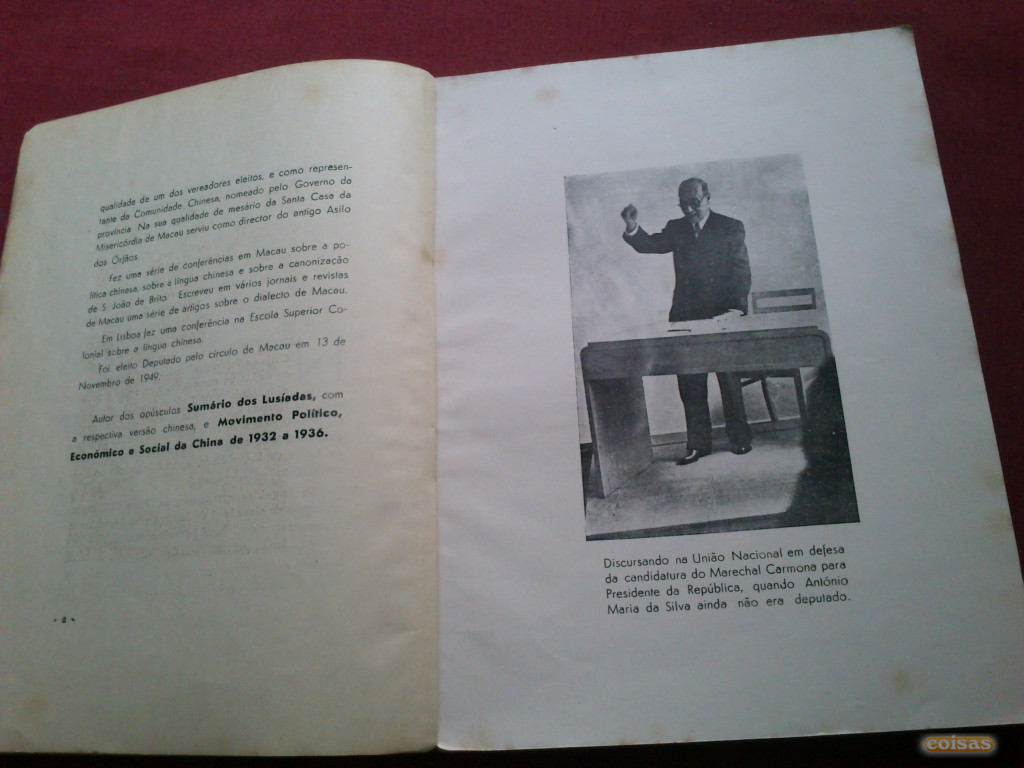 qualidade de um dos vereadores eleitos, e como represen-
tante da Comunidade Chinesa, nomeado pelo Governo da
província Na sua qualidade de mesário da Santa Casa da
Misericórdia de Macau serviu como director do antigo Asilo
dos Órfãos
Fez uma série de conferências em Macau sobre a po-
lítica chinesa, sobre a língua chinesa e sobre a canonização
de S. João de Brito. Escreveu em vários jornais e revistas
de Macau uma série de artigos sobre o dialecto de Macau.
Em Lisboa fez uma conferência na Escola Superior Co-
lonial sobre a língua chinesa.
Foi eleito Deputado pelo círculo de Macau em 13 de
Novembro de 1949.
Autor dos opúsculos Sumário dos Lusíadas, com
a respectiva versão chinesa, e Movimento Político,
Económico e Social da China de 1932 a 1936.
- 2 -
Discursando na União Nacional em defesa
da candidatura do Marechal Carmona para
Presidente da República, quando António
Maria da Silva ainda não era deputado.
coisas